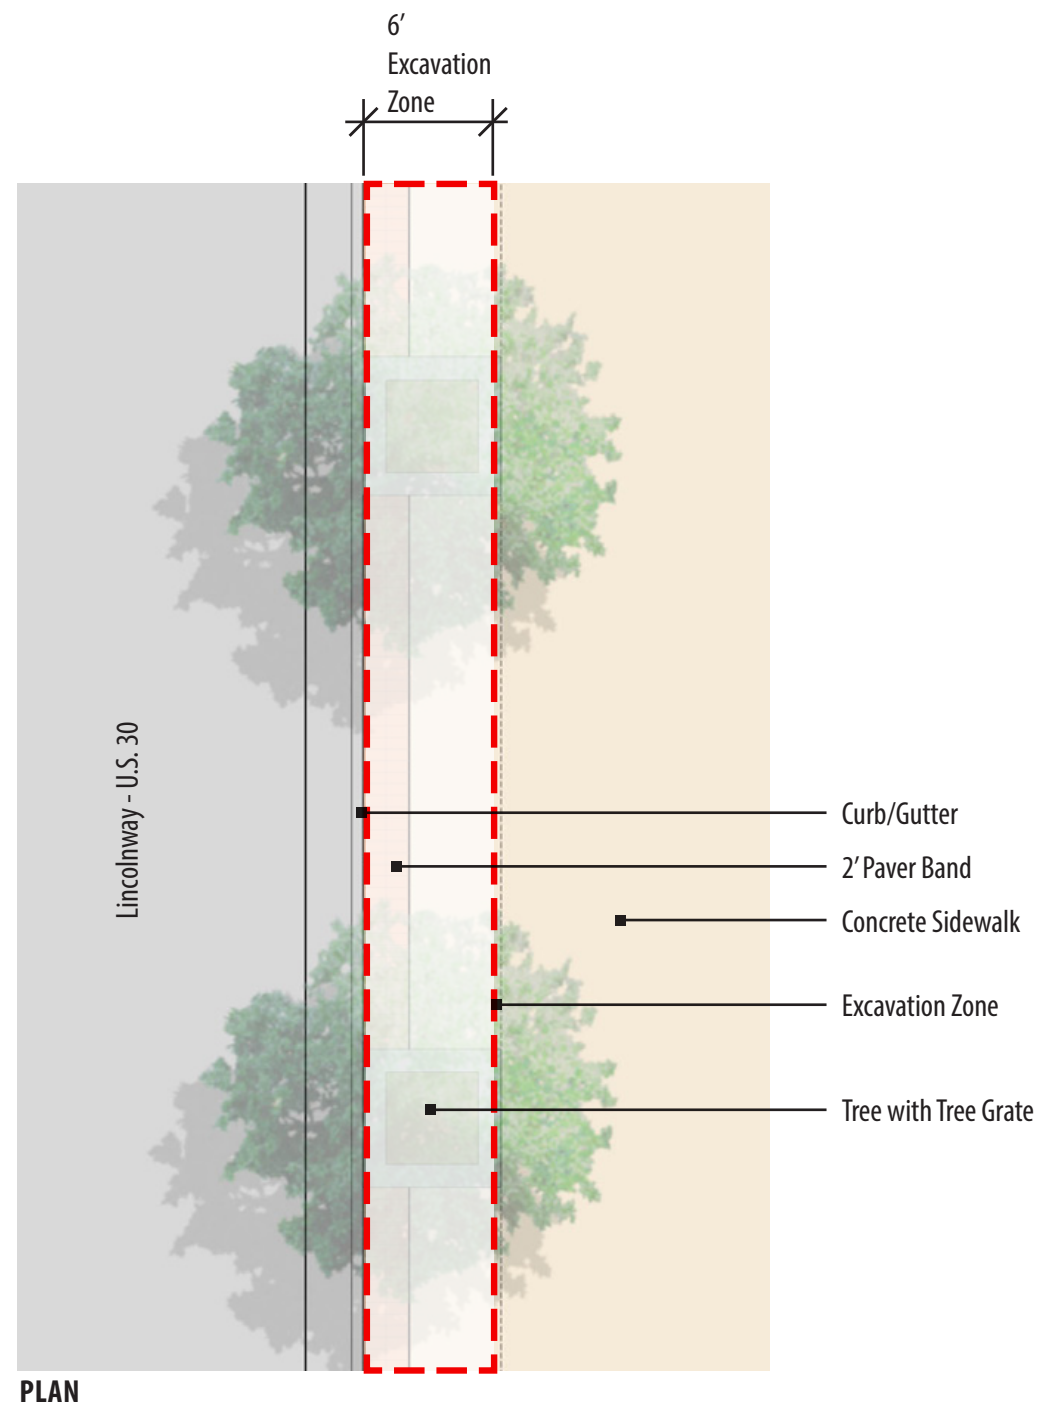 6′
Excavation
Zone
Lincolnway - U.S. 30
Curb/Gutter
2′ Paver Band
Concrete Sidewalk
Excavation Zone
Tree with Tree Grate
PLAN